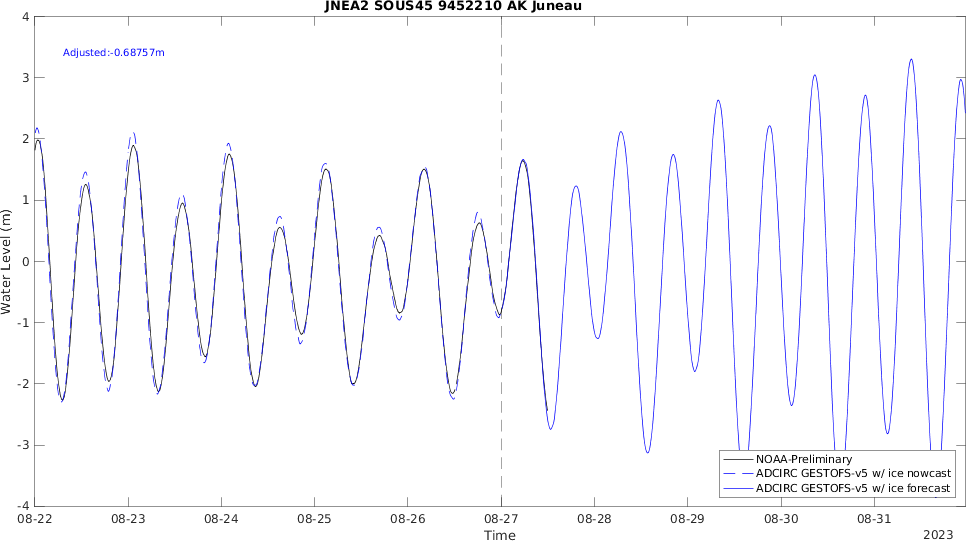 JNEA2 SOUS45 9452210 AK Juneau
Adjusted:-0.68757m
Water Level (m)
4
3
2
1
0
-1
-2
-3
-4
NOAA-Preliminary
ADCIRC GESTOFS-v5 w/ ice nowcast
ADCIRC GESTOFS-v5 w/ ice forecast
08-22 08-23 08-24 08-25 08-26 08-27 08-28 08-29 08-30 08-31
Time
2023